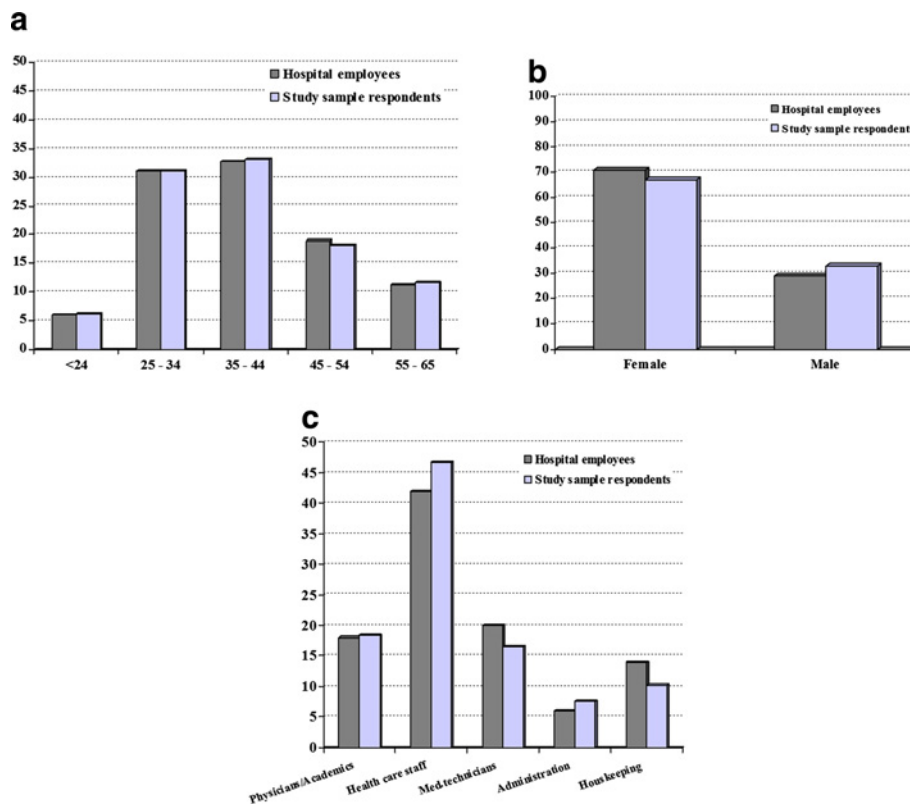 a
50
45
40
35
30
25
20
15
10
5
0
Hospital employees
Study sample respondents
<24 25 - 34 35 - 44 45 - 54 55 - 65
b
100
90
80
70
60
50
40
30
20
10
0
Hospital employees
Study sample respondent
Female Male
c
50
45
40
35
30
25
20
15
10
5
0
Hospital employees
Study sample respondents
Physicians/Academics Health care staff Med.technicians Administration Houskeeping